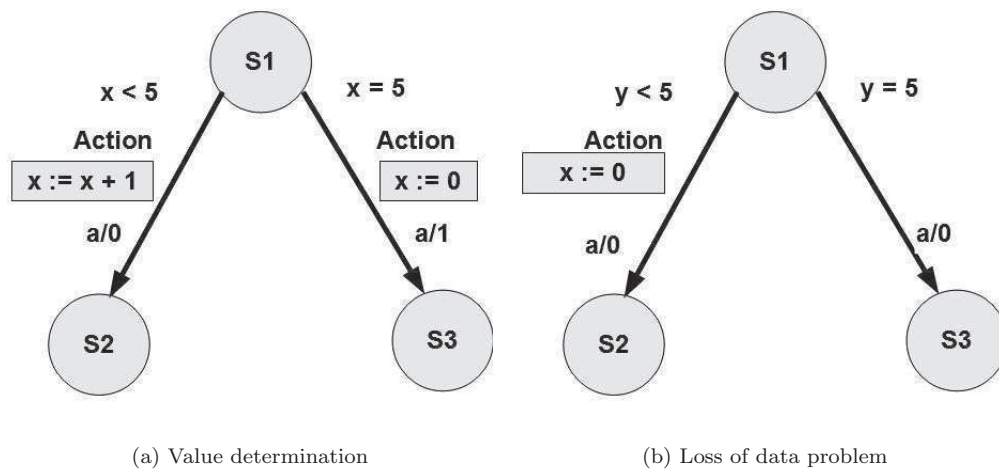 S1
x < 5
x = 5
Action
x := x + 1
Action
x := 0
a/0
a/1
S2
S3
(a) Value determination
S1
y < 5
y = 5
Action
x := 0
a/0
a/0
S2
S3
(b) Loss of data problem